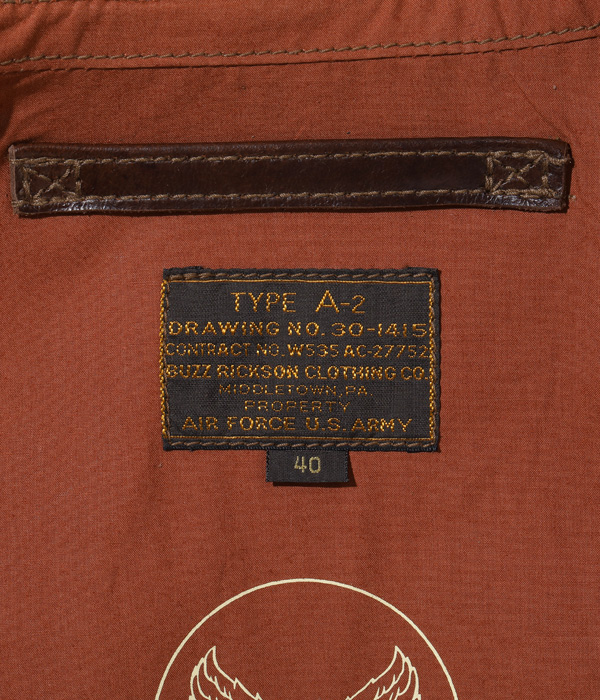 TYPE A-2
DRAWING NO. 30-1415
CONTRACT NO. W535 AC-27752
BUZZ RICKSON CLOTHING CO.
MIDDLETOWN, PA.
PROPERTY
AIR FORCE U.S. ARMY
40